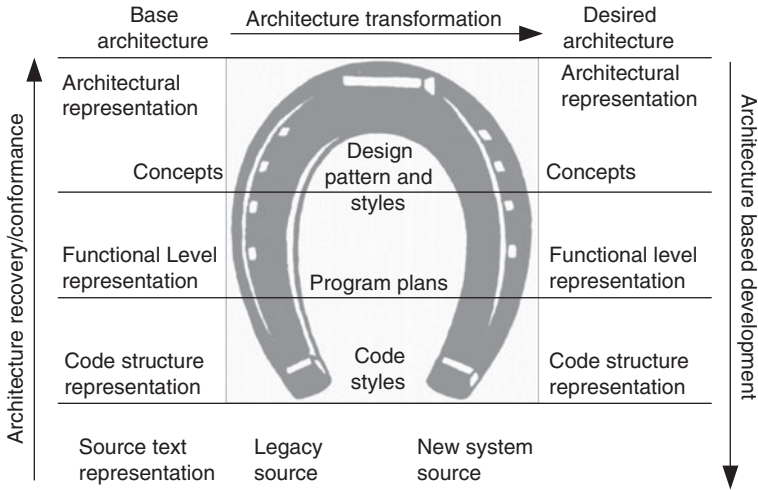 Base
architecture
Architecture transformation
Desired
architecture
Architecture recovery/conformance
Architectural
representation
Architectural
representation
Architecture based development
Concepts
Design
pattern and
styles
Concepts
Functional Level
representation
Program plans
Functional level
representation
Code structure
representation
Code
styles
Code structure
representation
Source text
representation
Legacy
source
New system
source